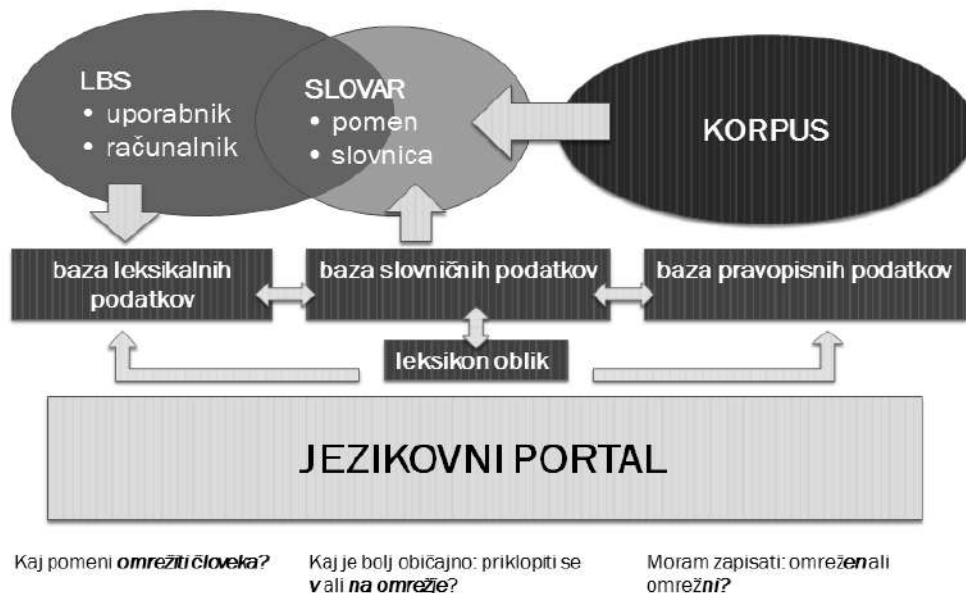 LBS
• uporabnik
• računalnik
SLOVAR
• pomen
• slovnica
KORPUS
baza leksikalnih
podatkov
baza slovničnih podatkov
baza pravopisnih podatkov
leksikon oblik
JEZIKOVNI PORTAL
Kaj pomeni omrežiti človeka?
Kaj je bolj običajno: priklopiti se
v ali na omrežje?
Moram zapisati: omrežen ali
omrežni?